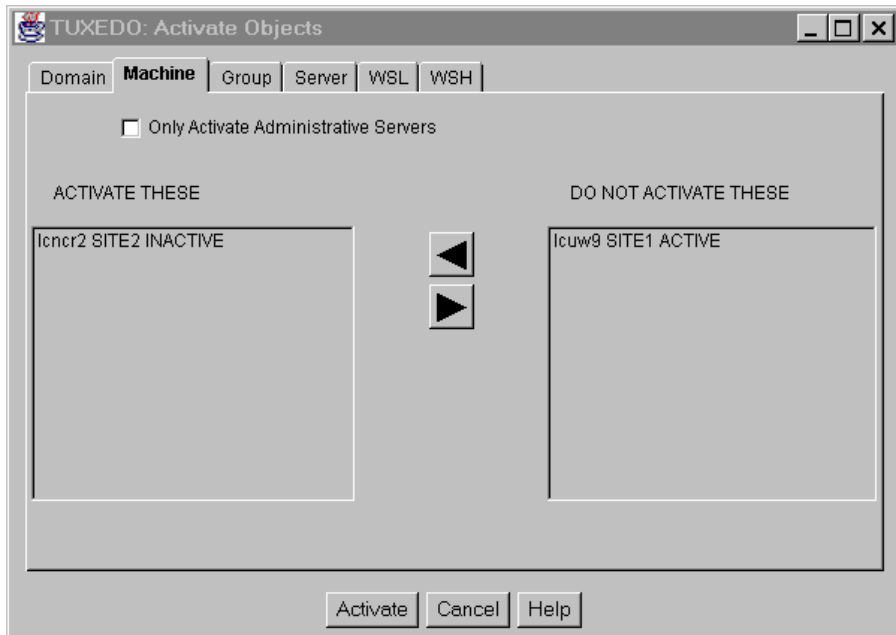 TUXEDO: Activate Objects
Domain Machine Group Server WSL WSH
Only Activate Administrative Servers
ACTIVATE THESE
DO NOT ACTIVATE THESE
lcncr2 SITE2 INACTIVE
lcuw9 SITE1 ACTIVE
Activate Cancel Help